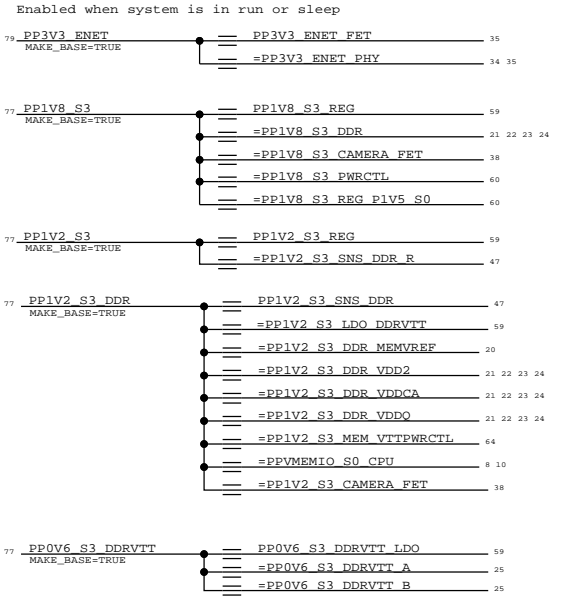 Enabled when system is in run or sleep
79 PP3V3_ENET PP3V3_ENET_FET 35
MAKE_BASE=TRUE
=PP3V3_ENET_PHY 34 35
77 PP1V8_S3 PP1V8_S3_REG 59
MAKE_BASE=TRUE
=PP1V8_S3_DDR 21 22 23 24
=PP1V8_S3_CAMERA_FET 38
=PP1V8_S3_PWRCTL 60
=PP1V8_S3_REG_P1V5_S0 60
77 PP1V2_S3 PP1V2_S3_REG 59
MAKE_BASE=TRUE
=PP1V2_S3_SNS_DDR_R 47
77 PP1V2_S3_DDR PP1V2_S3_SNS_DDR 47
MAKE_BASE=TRUE
=PP1V2_S3_LDO_DDRVTT 59
=PP1V2_S3_DDR_MEMVREF 20
=PP1V2_S3_DDR_VDD2 21 22 23 24
=PP1V2_S3_DDR_VDDCA 21 22 23 24
=PP1V2_S3_DDR_VDDQ 21 22 23 24
=PP1V2_S3_MEM_VTTPWRCTL 64
=PPVMEMIO_S0_CPU 8 10
=PP1V2_S3_CAMERA_FET 38
77 PP0V6_S3_DDRVTT PP0V6_S3_DDRVTT_LDO 59
MAKE_BASE=TRUE
=PP0V6_S3_DDRVTT_A 25
=PP0V6_S3_DDRVTT_B 25